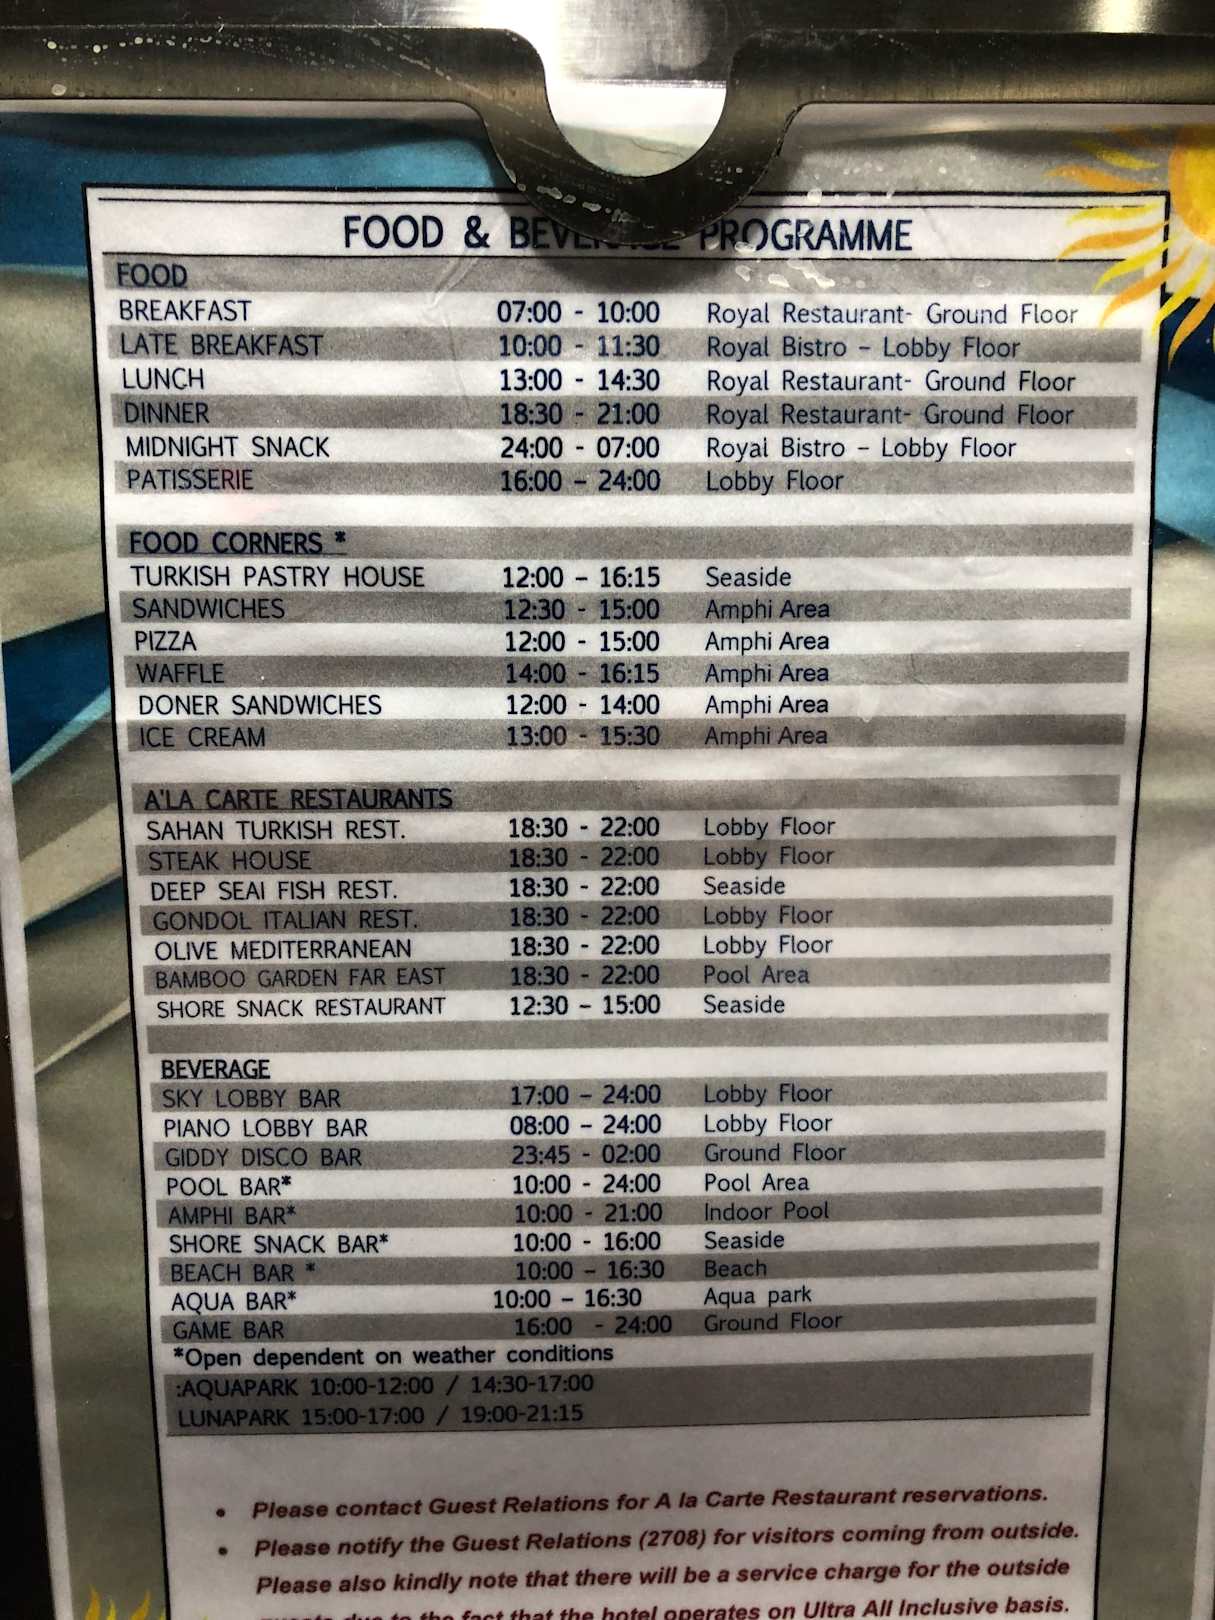 FOOD & BEVERAGE PROGRAMME
FOOD
BREAKFAST 07:00 - 10:00 Royal Restaurant- Ground Floor
LATE BREAKFAST 10:00 - 11:30 Royal Bistro – Lobby Floor
LUNCH 13:00 - 14:30 Royal Restaurant- Ground Floor
DINNER 18:30 - 21:00 Royal Restaurant- Ground Floor
MIDNIGHT SNACK 24:00 - 07:00 Royal Bistro – Lobby Floor
PATISSERIE 16:00 – 24:00 Lobby Floor
FOOD CORNERS *
TURKISH PASTRY HOUSE 12:00 – 16:15 Seaside
SANDWICHES 12:30 - 15:00 Amphi Area
PIZZA 12:00 - 15:00 Amphi Area
WAFFLE 14:00 - 16:15 Amphi Area
DONER SANDWICHES 12:00 - 14:00 Amphi Area
ICE CREAM 13:00 - 15:30 Amphi Area
A'LA CARTE RESTAURANTS
SAHAN TURKISH REST. 18:30 - 22:00 Lobby Floor
STEAK HOUSE 18:30 - 22:00 Lobby Floor
DEEP SEAI FISH REST. 18:30 - 22:00 Seaside
GONDOL ITALIAN REST. 18:30 - 22:00 Lobby Floor
OLIVE MEDITERRANEAN 18:30 - 22:00 Lobby Floor
BAMBOO GARDEN FAR EAST 18:30 - 22:00 Pool Area
SHORE SNACK RESTAURANT 12:30 – 15:00 Seaside
BEVERAGE
SKY LOBBY BAR 17:00 – 24:00 Lobby Floor
PIANO LOBBY BAR 08:00 – 24:00 Lobby Floor
GIDDY DISCO BAR 23:45 - 02:00 Ground Floor
POOL BAR* 10:00 - 24:00 Pool Area
AMPHI BAR* 10:00 - 21:00 Indoor Pool
SHORE SNACK BAR* 10:00 - 16:00 Seaside
BEACH BAR * 10:00 – 16:30 Beach
AQUA BAR* 10:00 – 16:30 Aqua park
GAME BAR 16:00 - 24:00 Ground Floor
*Open dependent on weather conditions
:AQUAPARK 10:00-12:00 / 14:30-17:00
LUNAPARK 15:00-17:00 / 19:00-21:15
• Please contact Guest Relations for A la Carte Restaurant reservations.
• Please notify the Guest Relations (2708) for visitors coming from outside.
Please also kindly note that there will be a service charge for the outside
guests due to the fact that the hotel operates on Ultra All Inclusive basis.